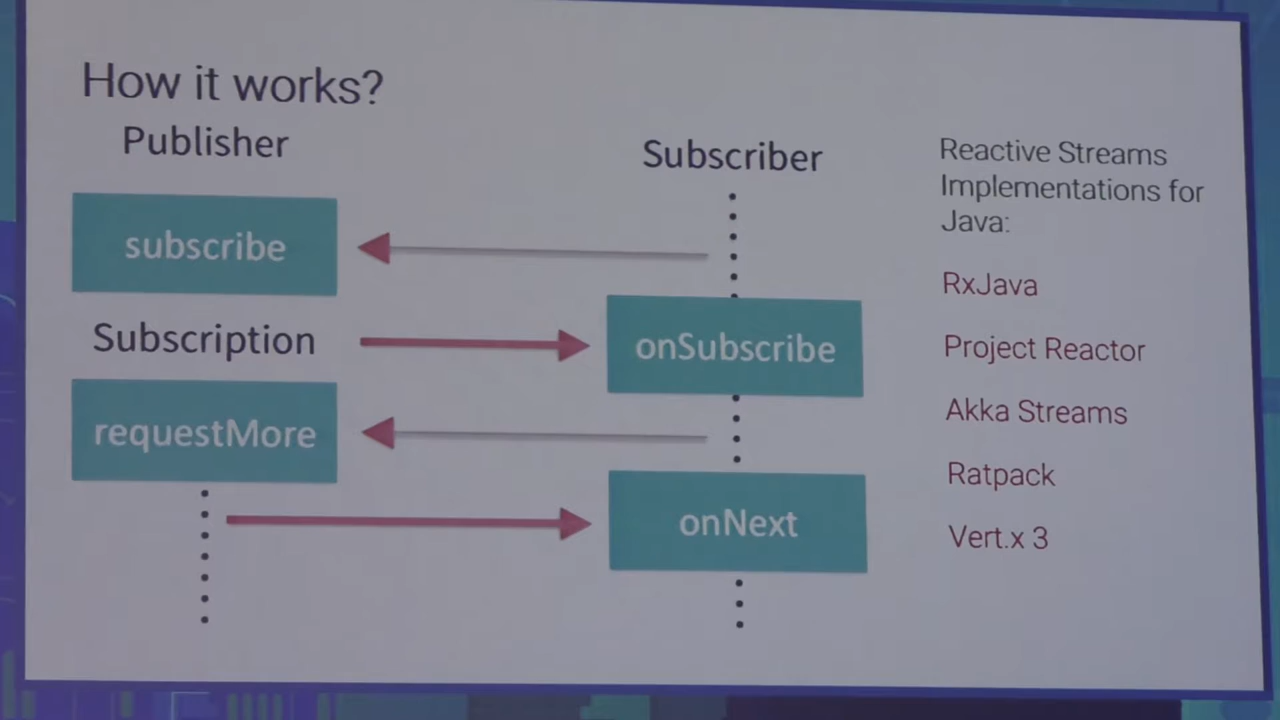 How it works?
Publisher
Subscriber
subscribe
Subscription
onSubscribe
requestMore
onNext
Reactive Streams
Implementations for
Java:
RxJava
Project Reactor
Akka Streams
Ratpack
Vert.x 3